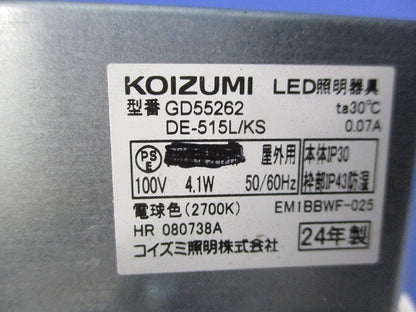 KOIZUMI LED照明器具
型番 GD55262 ta30℃
DE-515L/KS 0.07A
PS E 屋外用 本体IP30
100V 4.1W 50/60Hz 枠部IP43防湿
電球色(2700K) EM1BBWF-025
HR 080738A
コイズミ照明株式会社 24年製